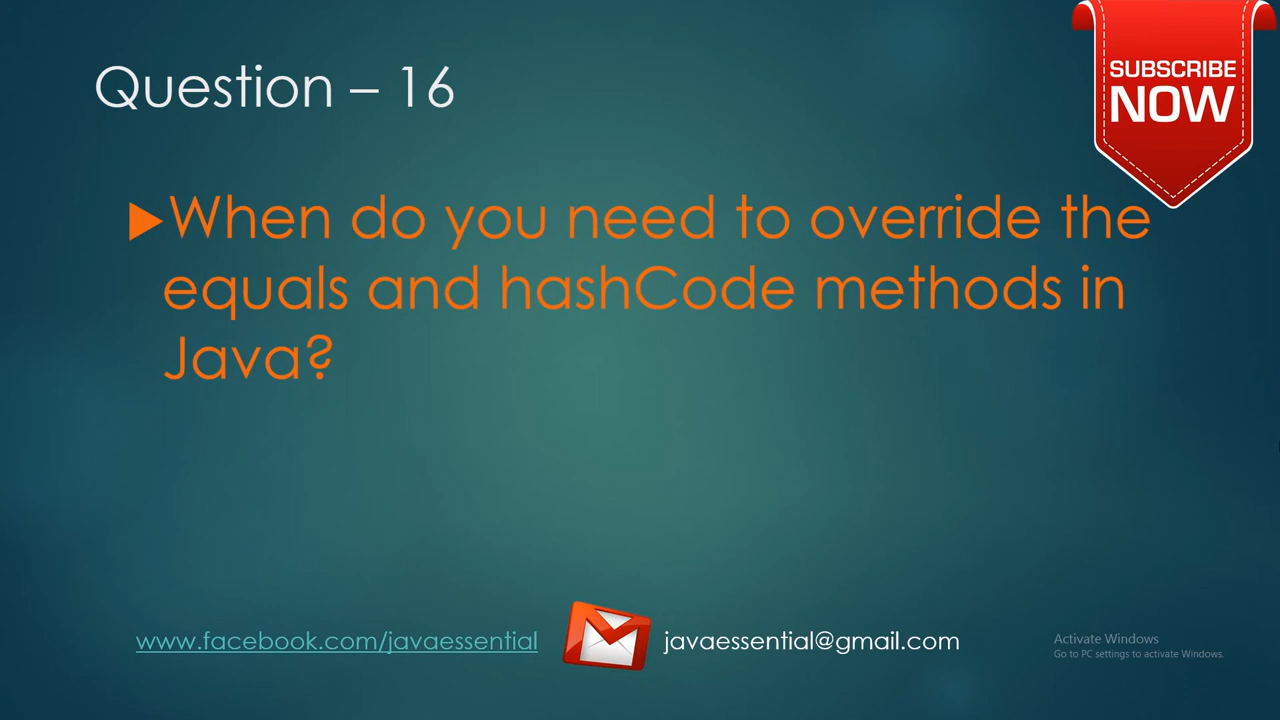 Question – 16
SUBSCRIBE
NOW
When do you need to override the
equals and hashCode methods in
Java?
www.facebook.com/javaessential
javaessential@gmail.com
Activate Windows
Go to PC settings to activate Windows.